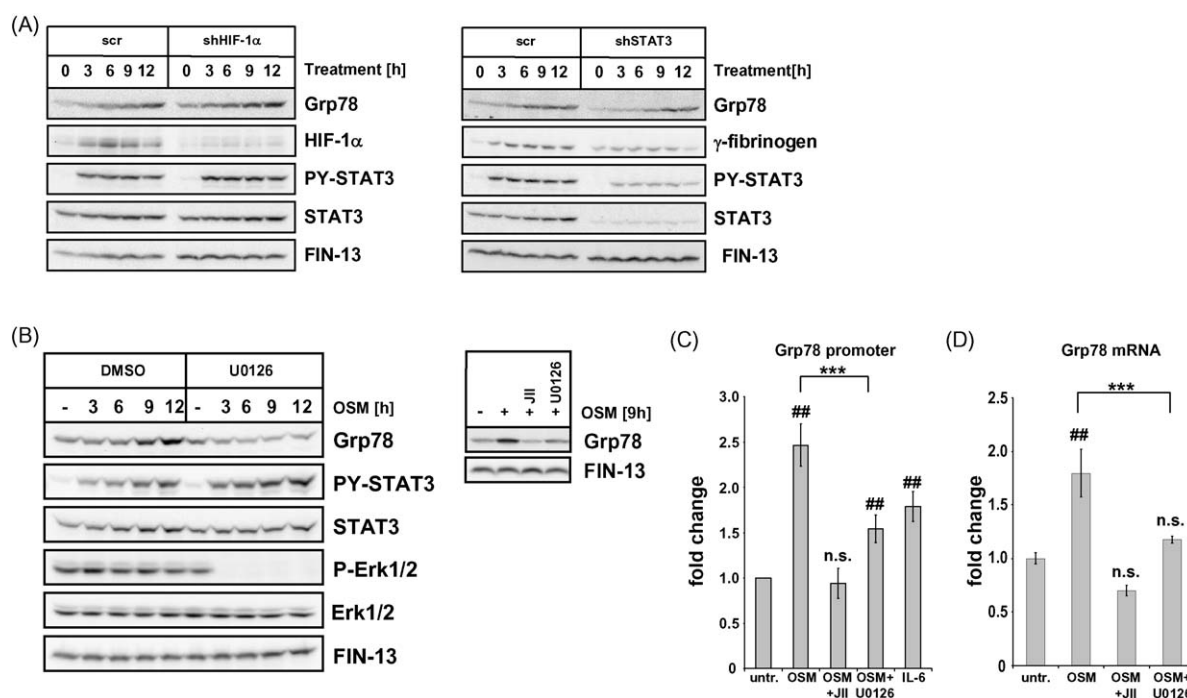 (A)
scr shHIF-1α
0 3 6 9 12 0 3 6 9 12 Treatment [h]
Grp78
HIF-1α
PY-STAT3
STAT3
FIN-13
scr shSTAT3
0 3 6 9 12 0 3 6 9 12 Treatment[h]
Grp78
γ-fibrinogen
PY-STAT3
STAT3
FIN-13
(B)
DMSO U0126
- 3 6 9 12 - 3 6 9 12 OSM [h]
Grp78
PY-STAT3
STAT3
P-Erk1/2
Erk1/2
FIN-13
+ JII
+ U0126
- + + + OSM [9h]
Grp78
FIN-13
(C)
Grp78 promoter
fold change
3.0
2.5
2.0
1.5
1.0
0.5
0
***
##
n.s.
##
##
untr. OSM OSM OSM+ IL-6
+JII U0126
(D)
Grp78 mRNA
fold change
2.5
2.0
1.5
1.0
0.5
0
***
##
n.s.
n.s.
untr. OSM OSM OSM+
+JII U0126